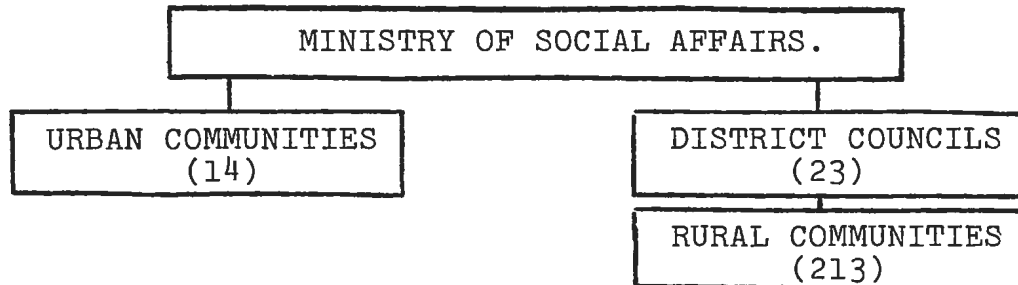 MINISTRY OF SOCIAL AFFAIRS.
URBAN COMMUNITIES
(14)
DISTRICT COUNCILS
(23)
RURAL COMMUNITIES
(213)